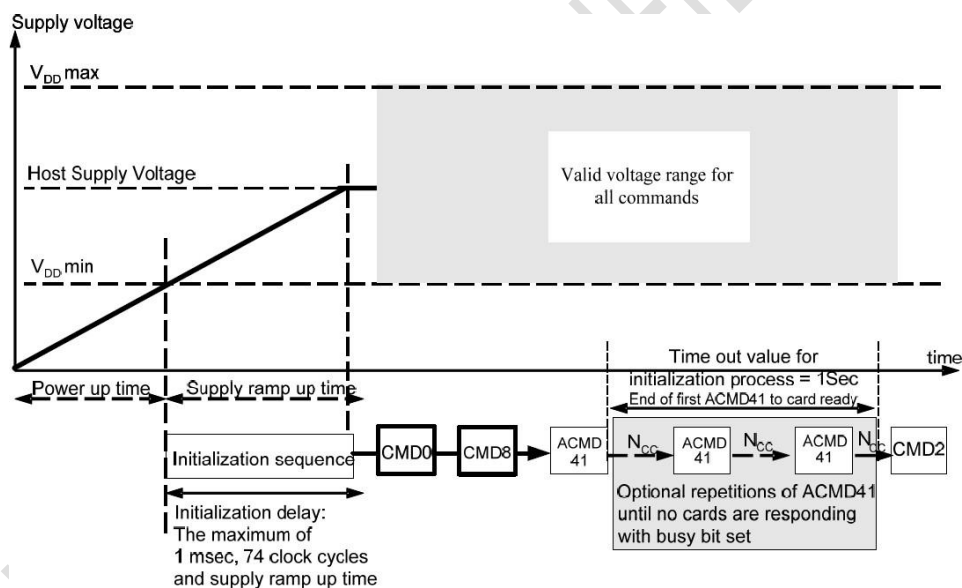 Supply voltage
VDD max
Host Supply Voltage
Valid voltage range for
all commands
VDD min
Time out value for
time
Power up time
Supply ramp up time
initialization process = 1Sec
End of first ACMD41 to card ready
Initialization sequence
CMD0
CMD8
ACMD
41
NCC
ACMD
41
NCC
ACMD
41
NCC
CMD2
Optional repetitions of ACMD41
until no cards are responding
with busy bit set
Initialization delay:
The maximum of
1 msec, 74 clock cycles
and supply ramp up time